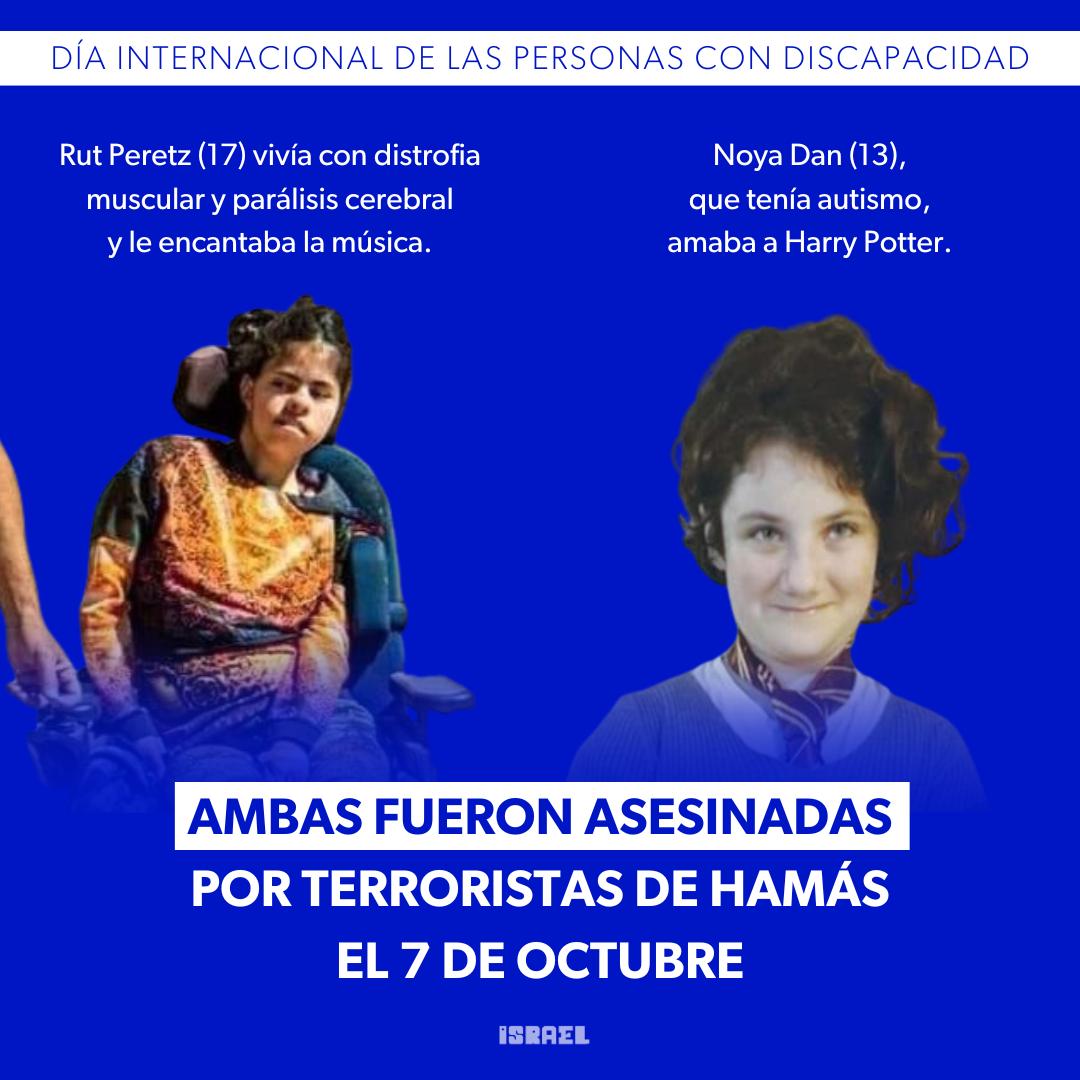 DÍA INTERNACIONAL DE LAS PERSONAS CON DISCAPACIDAD
Rut Peretz (17) vivía con distrofia
muscular y parálisis cerebral
y le encantaba la música.
Noya Dan (13),
que tenía autismo,
amaba a Harry Potter.
AMBAS FUERON ASESINADAS
POR TERRORISTAS DE HAMÁS
EL 7 DE OCTUBRE
ISRAEL